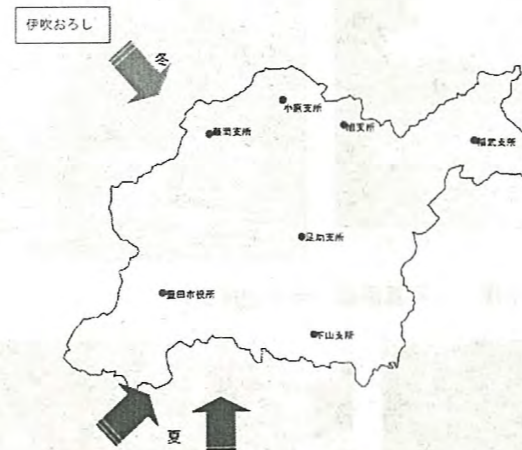 伊吹おろし
冬
小原支所
旭支所
藤岡支所
稲武支所
足助支所
豊田市役所
下山支所
夏